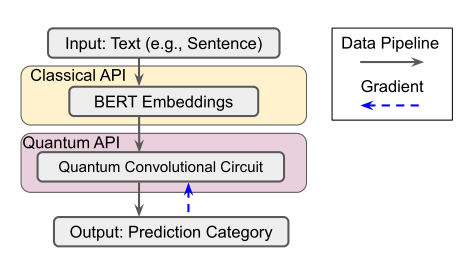 Input: Text (e.g., Sentence)
Classical API
BERT Embeddings
Quantum API
Quantum Convolutional Circuit
Output: Prediction Category
Data Pipeline
Gradient